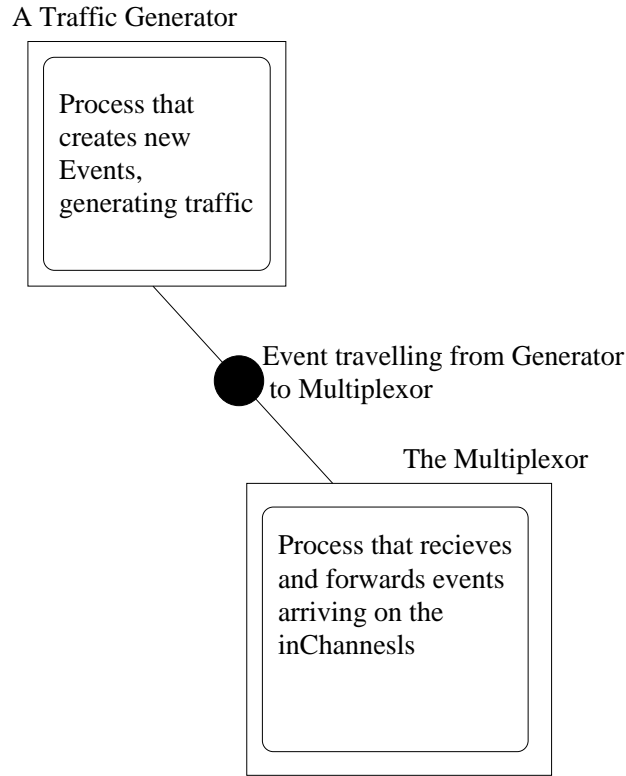 A Traffic Generator
Process that
creates new
Events,
generating traffic
Event travelling from Generator
to Multiplexor
The Multiplexor
Process that recieves
and forwards events
arriving on the
inChannesls